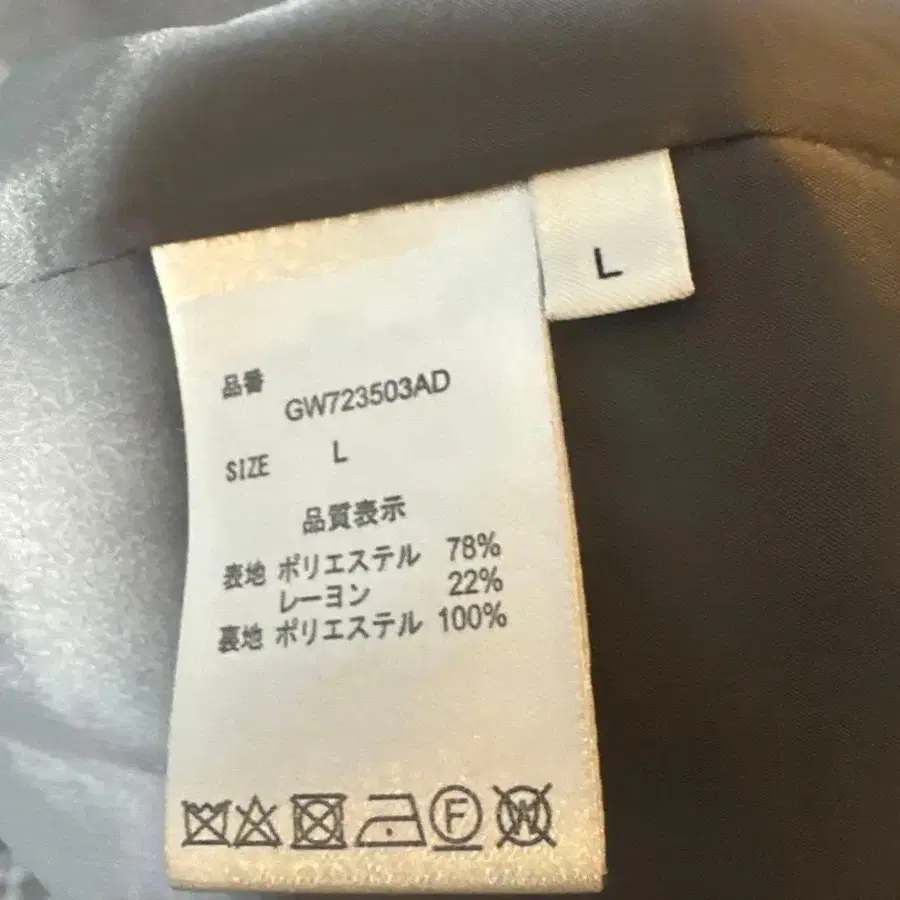 L
品番 GW723503AD
SIZE L
品質表示
表地 ポリエステル 78%
レーヨン 22%
裏地 ポリエステル 100%
F W